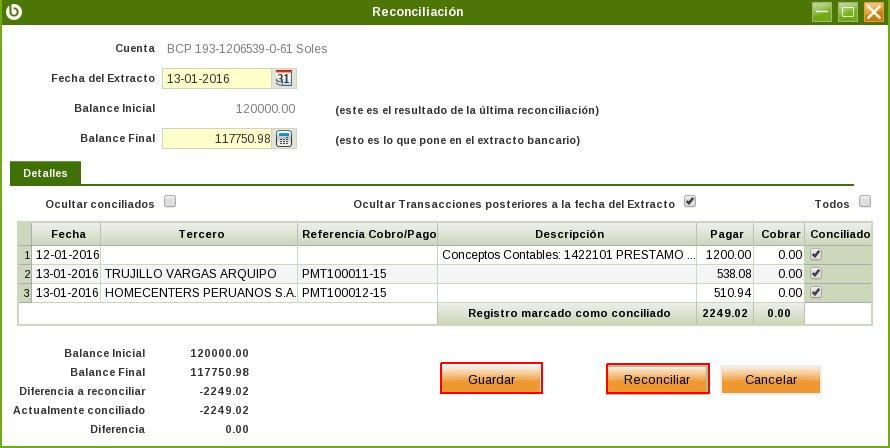 Reconciliación
Cuenta BCP 193-1206539-0-61 Soles
Fecha del Extracto 13-01-2016 31
Balance Inicial 120000.00 (este es el resultado de la última reconciliación)
Balance Final 117750.98 (esto es lo que pone en el extracto bancario)
Detalles
Ocultar conciliados Ocultar Transacciones posteriores a la fecha del Extracto Todos
Fecha Tercero Referencia Cobro/Pago Descripción Pagar Cobrar Conciliado
1 12-01-2016 Conceptos Contables: 1422101 PRESTAMO ... 1200.00 0.00
2 13-01-2016 TRUJILLO VARGAS ARQUIPO PMT100011-15 538.08 0.00
3 13-01-2016 HOMECENTERS PERUANOS S.A. PMT100012-15 510.94 0.00
Registro marcado como conciliado 2249.02 0.00
Balance Inicial 120000.00
Balance Final 117750.98
Diferencia a reconciliar -2249.02
Actualmente conciliado -2249.02
Diferencia 0.00
Guardar Reconciliar Cancelar